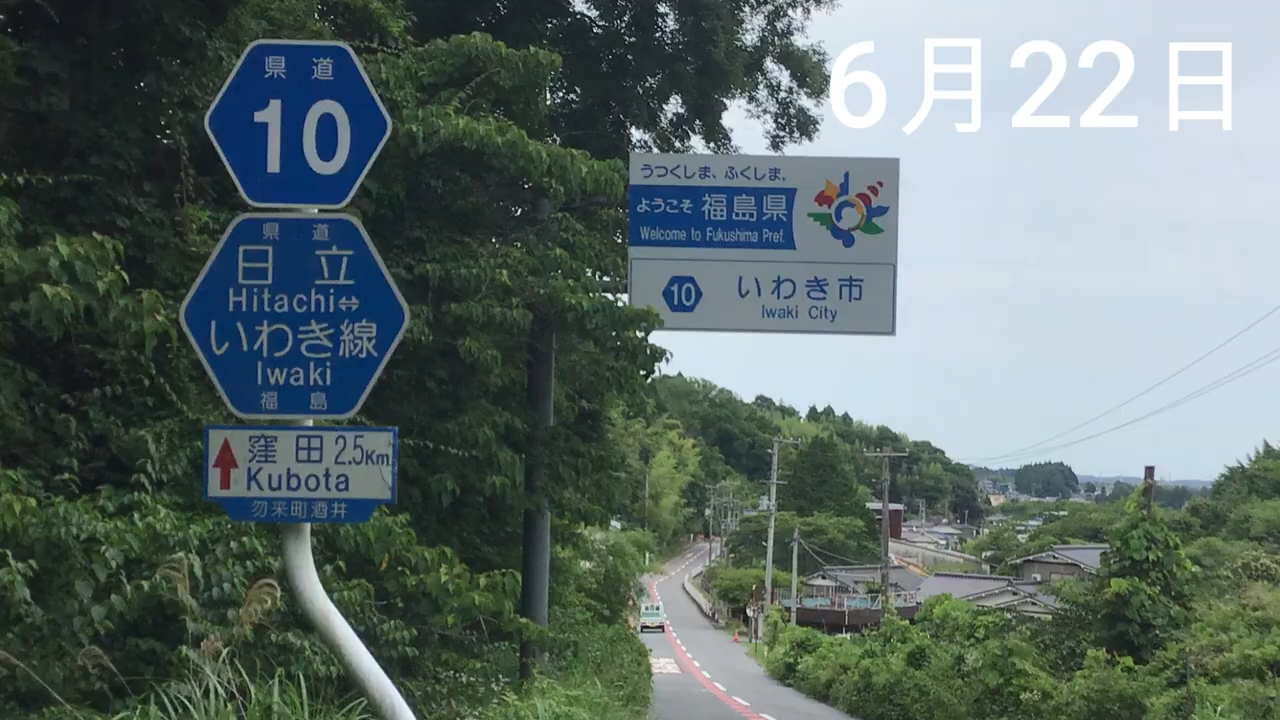 6月22日
県道
10
県道
日立
Hitachi⇔
いわき線
Iwaki
福島
窪田 2.5Km
Kubota
勿来町酒井
うつくしま、ふくしま。
ようこそ 福島県
Welcome to Fukushima Pref.
10 いわき市
Iwaki City